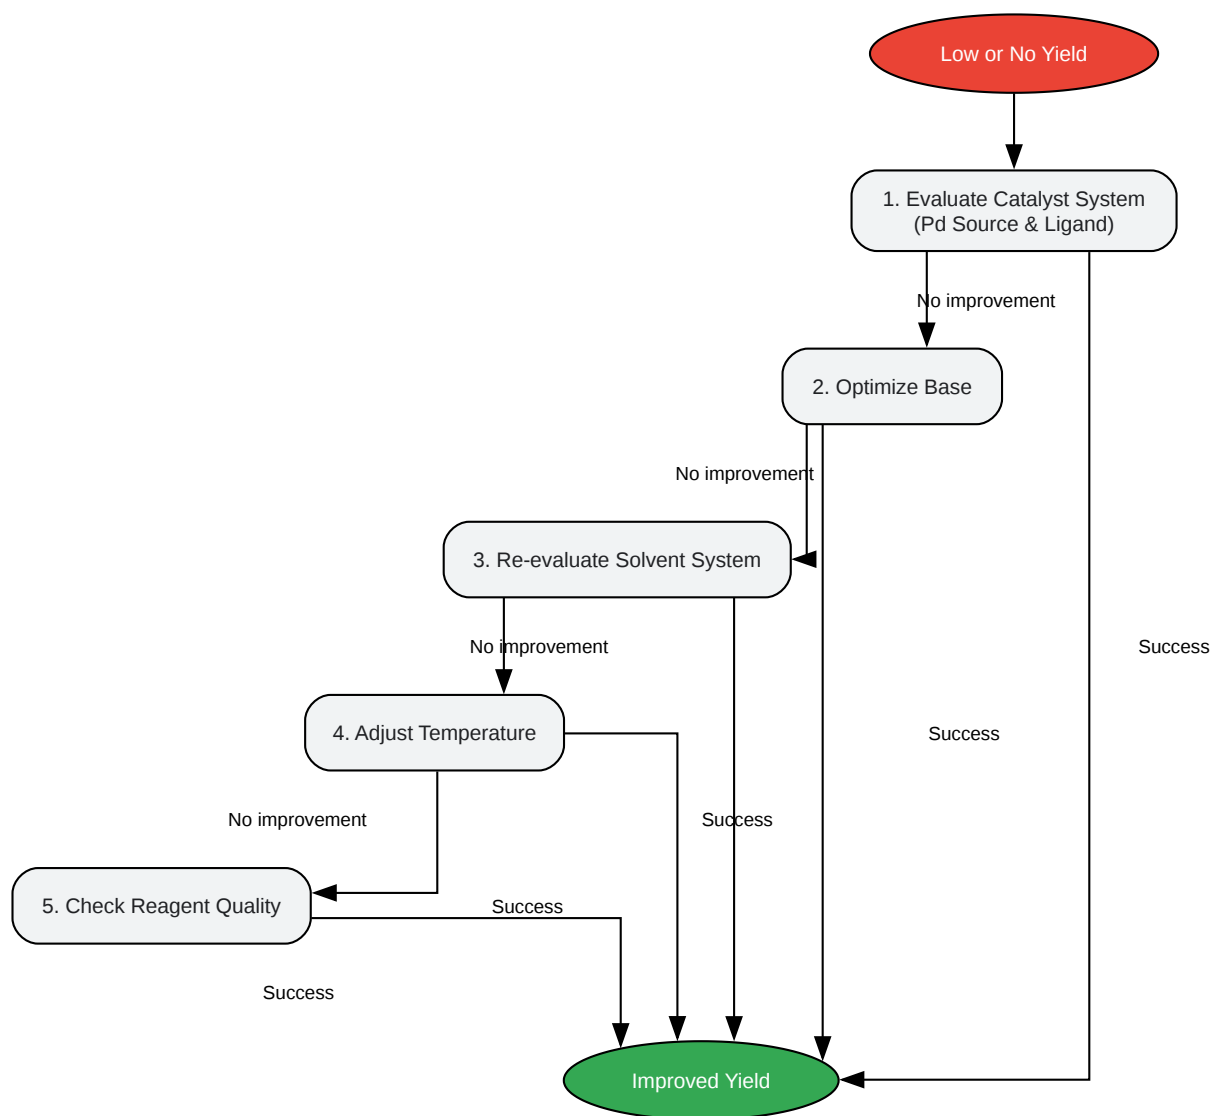 Low or No Yield
1. Evaluate Catalyst System
(Pd Source & Ligand)
No improvement
2. Optimize Base
No improvement
3. Re-evaluate Solvent System
No improvement
Success
4. Adjust Temperature
Success
No improvement
Success
5. Check Reagent Quality
Success
Success
Improved Yield